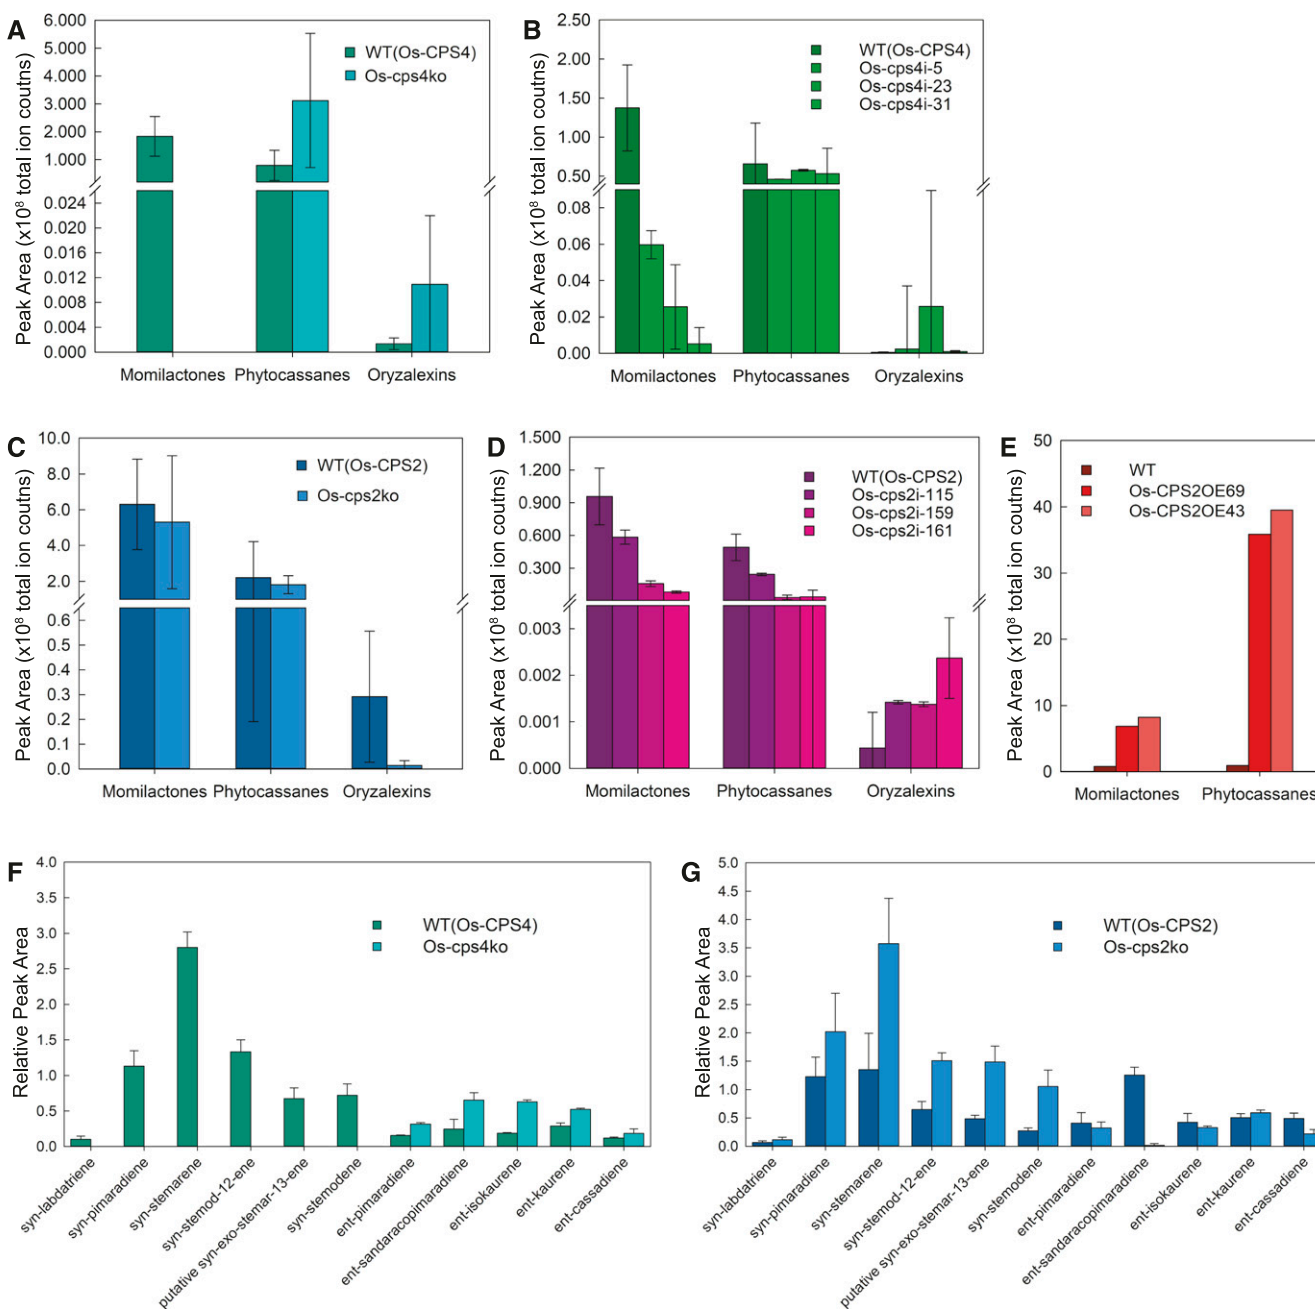 A
Peak Area (x10⁸ total ion coutns)
6.000
5.000
4.000
3.000
2.000
1.000
0.024
0.020
0.016
0.012
0.008
0.004
0.000
WT(Os-CPS4)
Os-cps4ko
Momilactones Phytocassanes Oryzalexins
B
Peak Area (x10⁸ total ion coutns)
2.50
2.00
1.50
1.00
0.50
0.08
0.06
0.04
0.02
0.00
WT(Os-CPS4)
Os-cps4i-5
Os-cps4i-23
Os-cps4i-31
Momilactones Phytocassanes Oryzalexins
C
Peak Area (x10⁸ total ion coutns)
10.0
8.0
6.0
4.0
2.0
0.6
0.5
0.4
0.3
0.2
0.1
0.0
WT(Os-CPS2)
Os-cps2ko
Momilactones Phytocassanes Oryzalexins
D
Peak Area (x10⁸ total ion coutns)
1.500
1.200
0.900
0.600
0.300
0.003
0.002
0.001
0.000
WT(Os-CPS2)
Os-cps2i-115
Os-cps2i-159
Os-cps2i-161
Momilactones Phytocassanes Oryzalexins
E
Peak Area (x10⁸ total ion coutns)
50
40
30
20
10
0
WT
Os-CPS2OE69
Os-CPS2OE43
Momilactones Phytocassanes
F
Relative Peak Area
4.0
3.5
3.0
2.5
2.0
1.5
1.0
0.5
0.0
WT(Os-CPS4)
Os-cps4ko
syn-labdatriene
syn-pimaradiene
syn-stemarene
syn-stemod-12-ene
putative syn-exo-stemar-13-ene
syn-stemodene
ent-pimaradiene
ent-sandaracopimaradiene
ent-isokaurene
ent-kaurene
ent-cassadiene
G
Relative Peak Area
5.0
4.5
4.0
3.5
3.0
2.5
2.0
1.5
1.0
0.5
0.0
WT(Os-CPS2)
Os-cps2ko
syn-labdatriene
syn-pimaradiene
syn-stemarene
syn-stemod-12-ene
putative syn-exo-stemar-13-ene
syn-stemodene
ent-pimaradiene
ent-sandaracopimaradiene
ent-isokaurene
ent-kaurene
ent-cassadiene